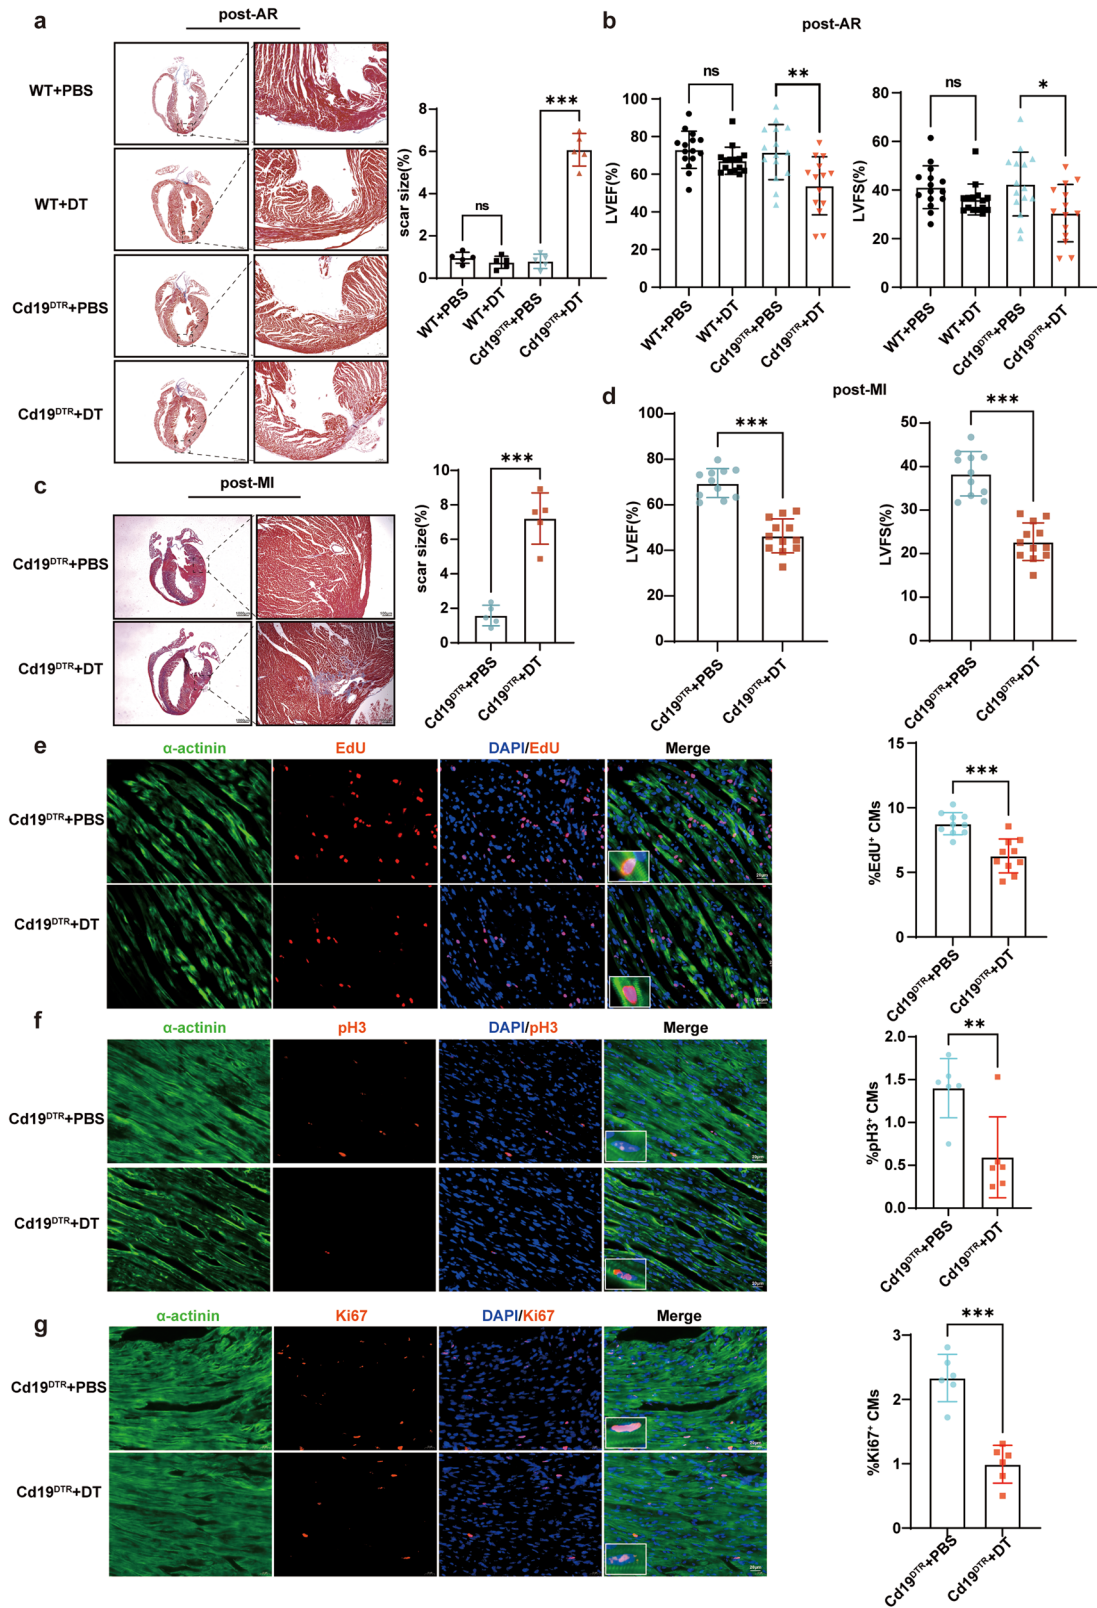 a
post-AR
WT+PBS
WT+DT
Cd19DTR+PBS
Cd19DTR+DT
scar size(%)
8
6
4
2
0
ns
***
WT+PBS
WT+DT
Cd19DTR+PBS
Cd19DTR+DT
b
post-AR
LVEF(%)
100
80
60
40
20
0
ns
**
WT+PBS
WT+DT
Cd19DTR+PBS
Cd19DTR+DT
LVFS(%)
80
60
40
20
0
ns
*
WT+PBS
WT+DT
Cd19DTR+PBS
Cd19DTR+DT
c
post-MI
Cd19DTR+PBS
Cd19DTR+DT
scar size(%)
10
8
6
4
2
0
***
Cd19DTR+PBS
Cd19DTR+DT
d
post-MI
LVEF(%)
100
80
60
40
20
0
***
Cd19DTR+PBS
Cd19DTR+DT
LVFS(%)
50
40
30
20
10
0
***
Cd19DTR+PBS
Cd19DTR+DT
e
α-actinin EdU DAPI/EdU Merge
Cd19DTR+PBS
Cd19DTR+DT
%EdU+ CMs
15
10
5
0
***
Cd19DTR+PBS
Cd19DTR+DT
f
α-actinin pH3 DAPI/pH3 Merge
Cd19DTR+PBS
Cd19DTR+DT
%pH3+ CMs
2.0
1.5
1.0
0.5
0.0
**
Cd19DTR+PBS
Cd19DTR+DT
g
α-actinin Ki67 DAPI/Ki67 Merge
Cd19DTR+PBS
Cd19DTR+DT
%Ki67+ CMs
3
2
1
0
***
Cd19DTR+PBS
Cd19DTR+DT